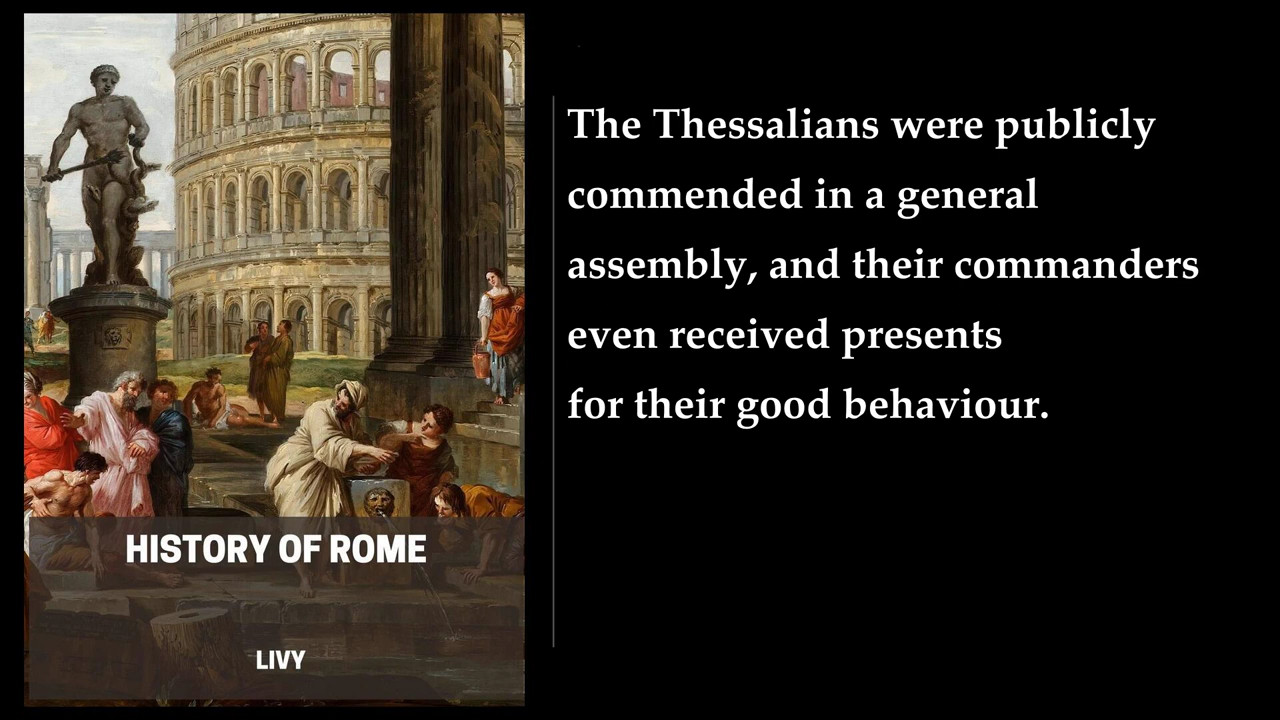 HISTORY OF ROME
LIVY
The Thessalians were publicly
commended in a general
assembly, and their commanders
even received presents
for their good behaviour.